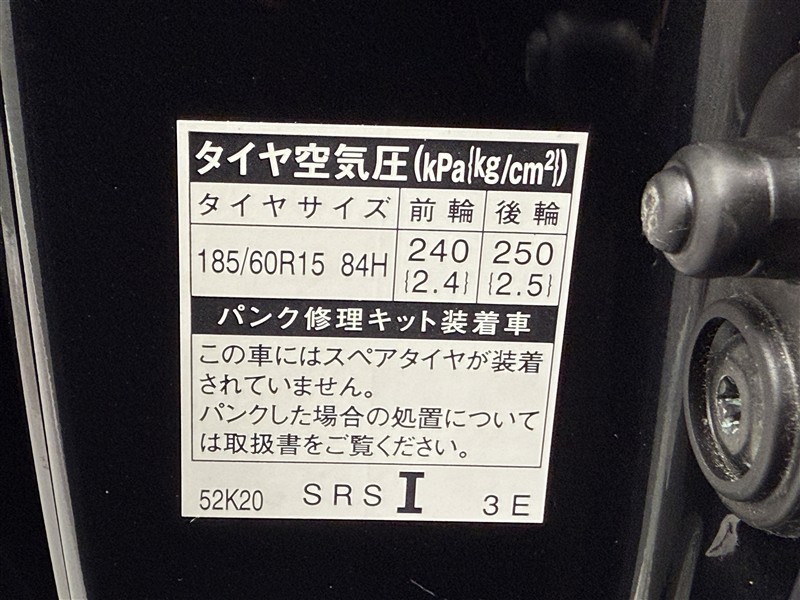 タイヤ空気圧(kPa{kg/cm²})
タイヤサイズ 前輪 後輪
185/60R15 84H 240 {2.4} 250 {2.5}
パンク修理キット装着車
この車にはスペアタイヤが装着
されていません。
パンクした場合の処置について
は取扱書をご覧ください。
52K20 SRS I 3E